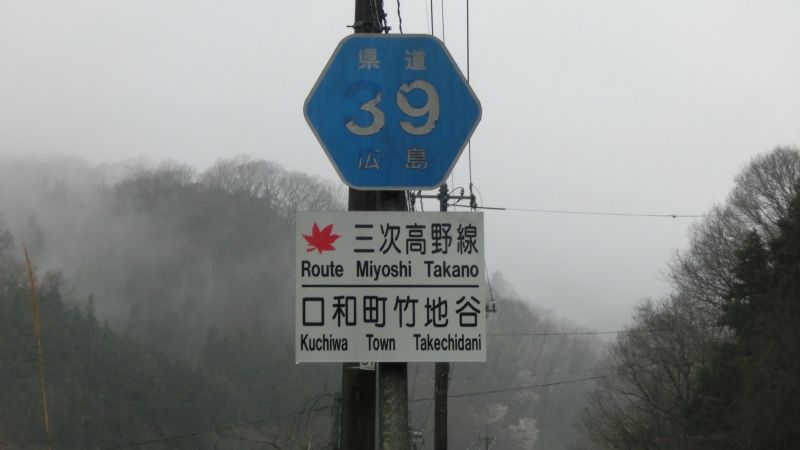 県道
39
広島
三次高野線
Route Miyoshi Takano
口和町竹地谷
Kuchiwa Town Takechidani